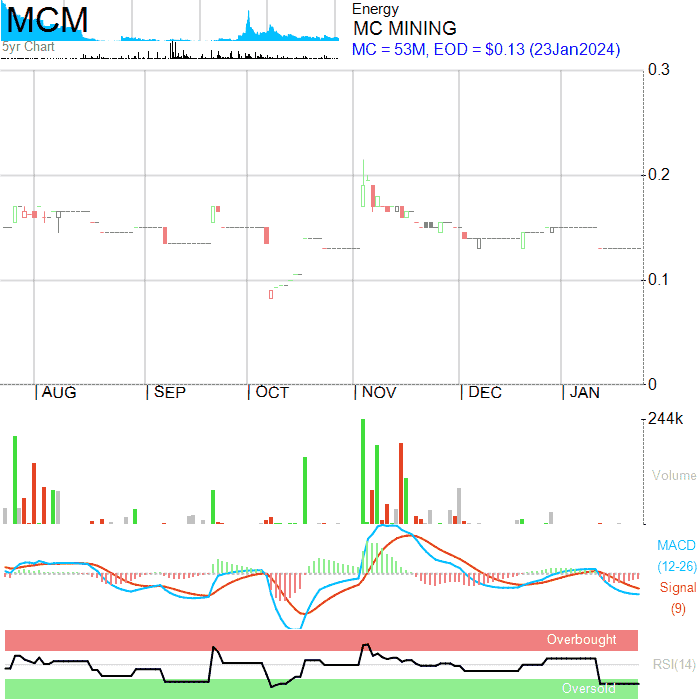 MCM
5yr Chart
Energy
MC MINING
MC = 53M, EOD = $0.13 (23Jan2024)
0.3
0.2
0.1
0
AUG SEP OCT NOV DEC JAN
244k
Volume
MACD
(12-26)
Signal
(9)
Overbought
RSI(14)
Oversold